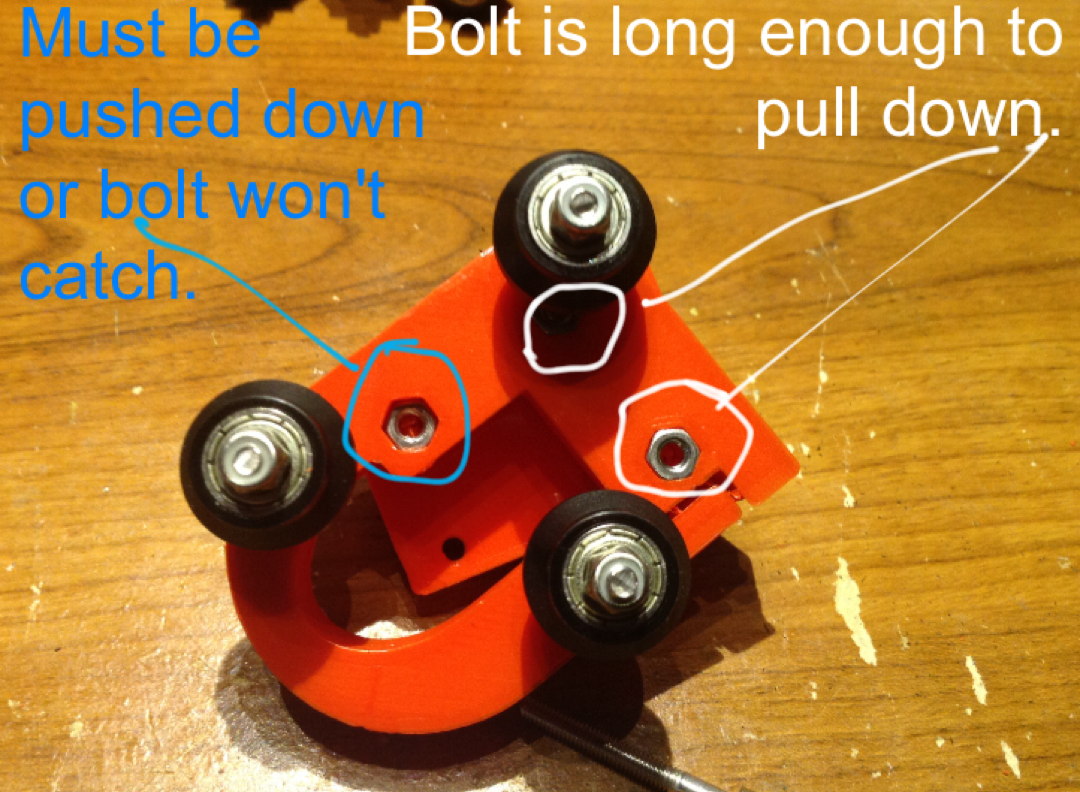 Must be
pushed down
or bolt won't
catch.
Bolt is long enough to
pull down.